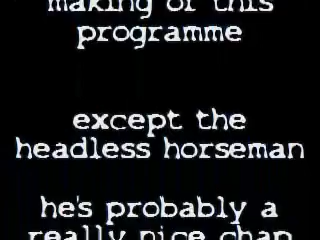 making of this
programme
except the
headless horseman
he's probably a
really nice chap